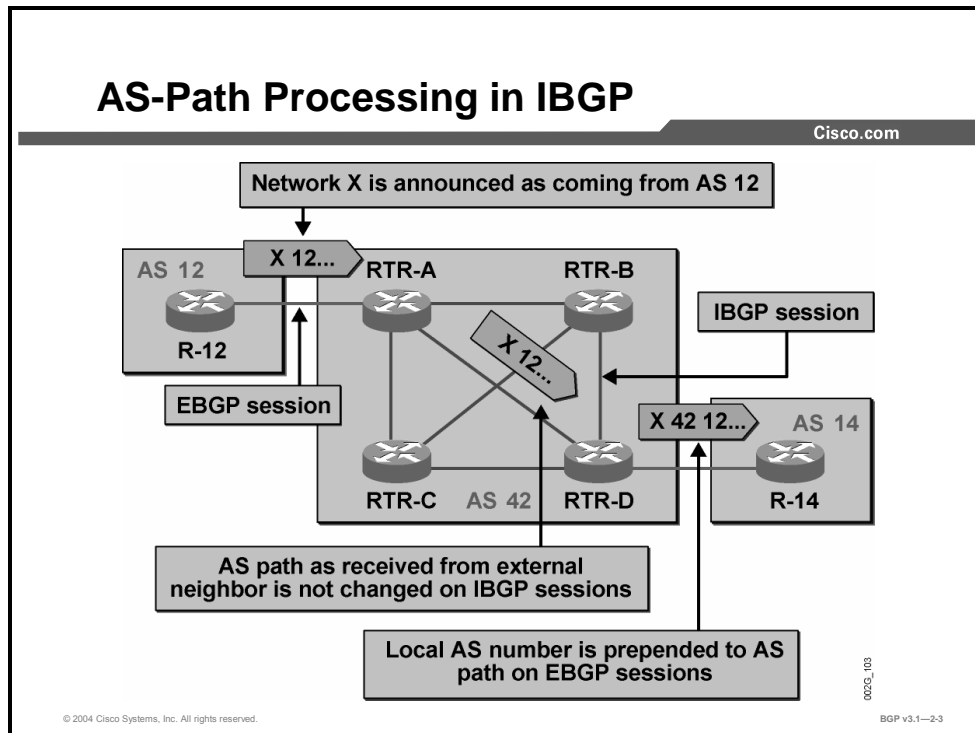 AS-Path Processing in IBGP
Cisco.com
Network X is announced as coming from AS 12
AS 12
X 12...
RTR-A
RTR-B
R-12
IBGP session
X 12...
EBGP session
X 42 12...
AS 14
RTR-C
AS 42
RTR-D
R-14
AS path as received from external
neighbor is not changed on IBGP sessions
Local AS number is prepended to AS
path on EBGP sessions
002G_103
© 2004 Cisco Systems, Inc. All rights reserved.
BGP v3.1—2-3